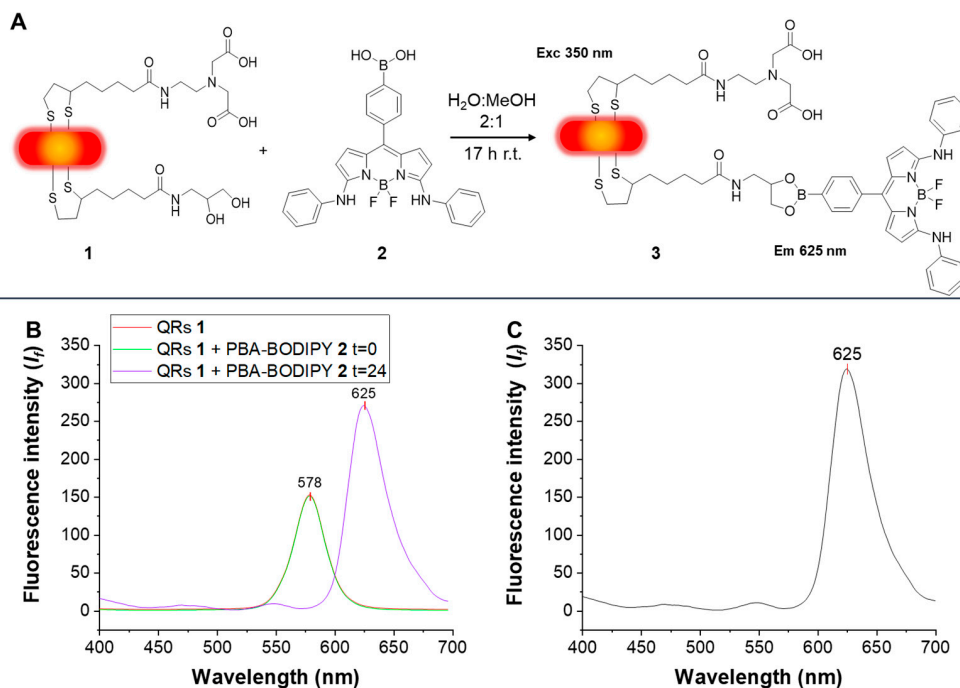 A
O
OH
N
O
OH
O
N
H
S
S
S
S
O
N
H
OH
OH
1
+
HO
B
OH
N
B
N
NH
F
F
HN
2
H₂O:MeOH
2:1
17 h r.t.
Exc 350 nm
O
OH
N
O
OH
O
N
H
S
S
S
S
O
N
H
O
B
O
NH
N
B
F
N
F
NH
3
Em 625 nm
B
QRs 1
QRs 1 + PBA-BODIPY 2 t=0
QRs 1 + PBA-BODIPY 2 t=24
625
578
Fluorescence intensity (If)
350
300
250
200
150
100
50
0
400 450 500 550 600 650 700
Wavelength (nm)
C
625
Fluorescence intensity (If)
350
300
250
200
150
100
50
0
400 450 500 550 600 650 700
Wavelength (nm)